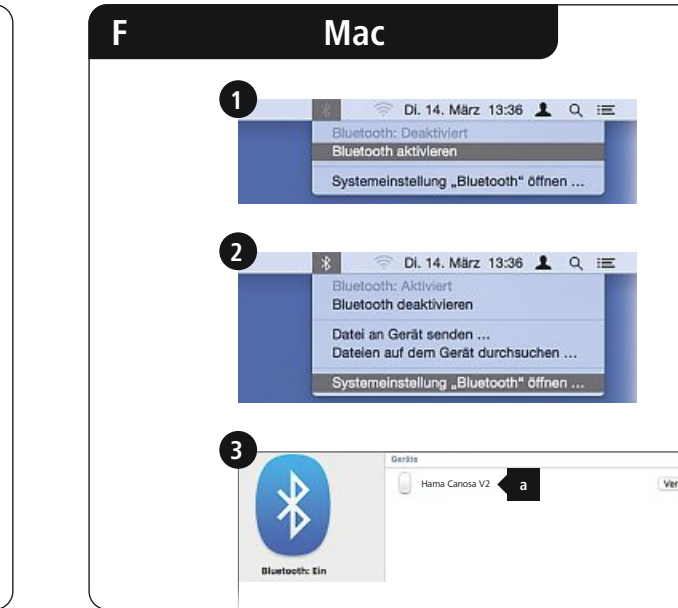 F Mac
1
Di. 14. März 13:36
Bluetooth: Deaktiviert
Bluetooth aktivieren
Systemeinstellung „Bluetooth“ öffnen ...
2
Di. 14. März 13:36
Bluetooth: Aktiviert
Bluetooth deaktivieren
Datei an Gerät senden ...
Dateien auf dem Gerät durchsuchen ...
Systemeinstellung „Bluetooth“ öffnen ...
3
Geräte
Hama Canosa V2 a
Ver
Bluetooth: Ein